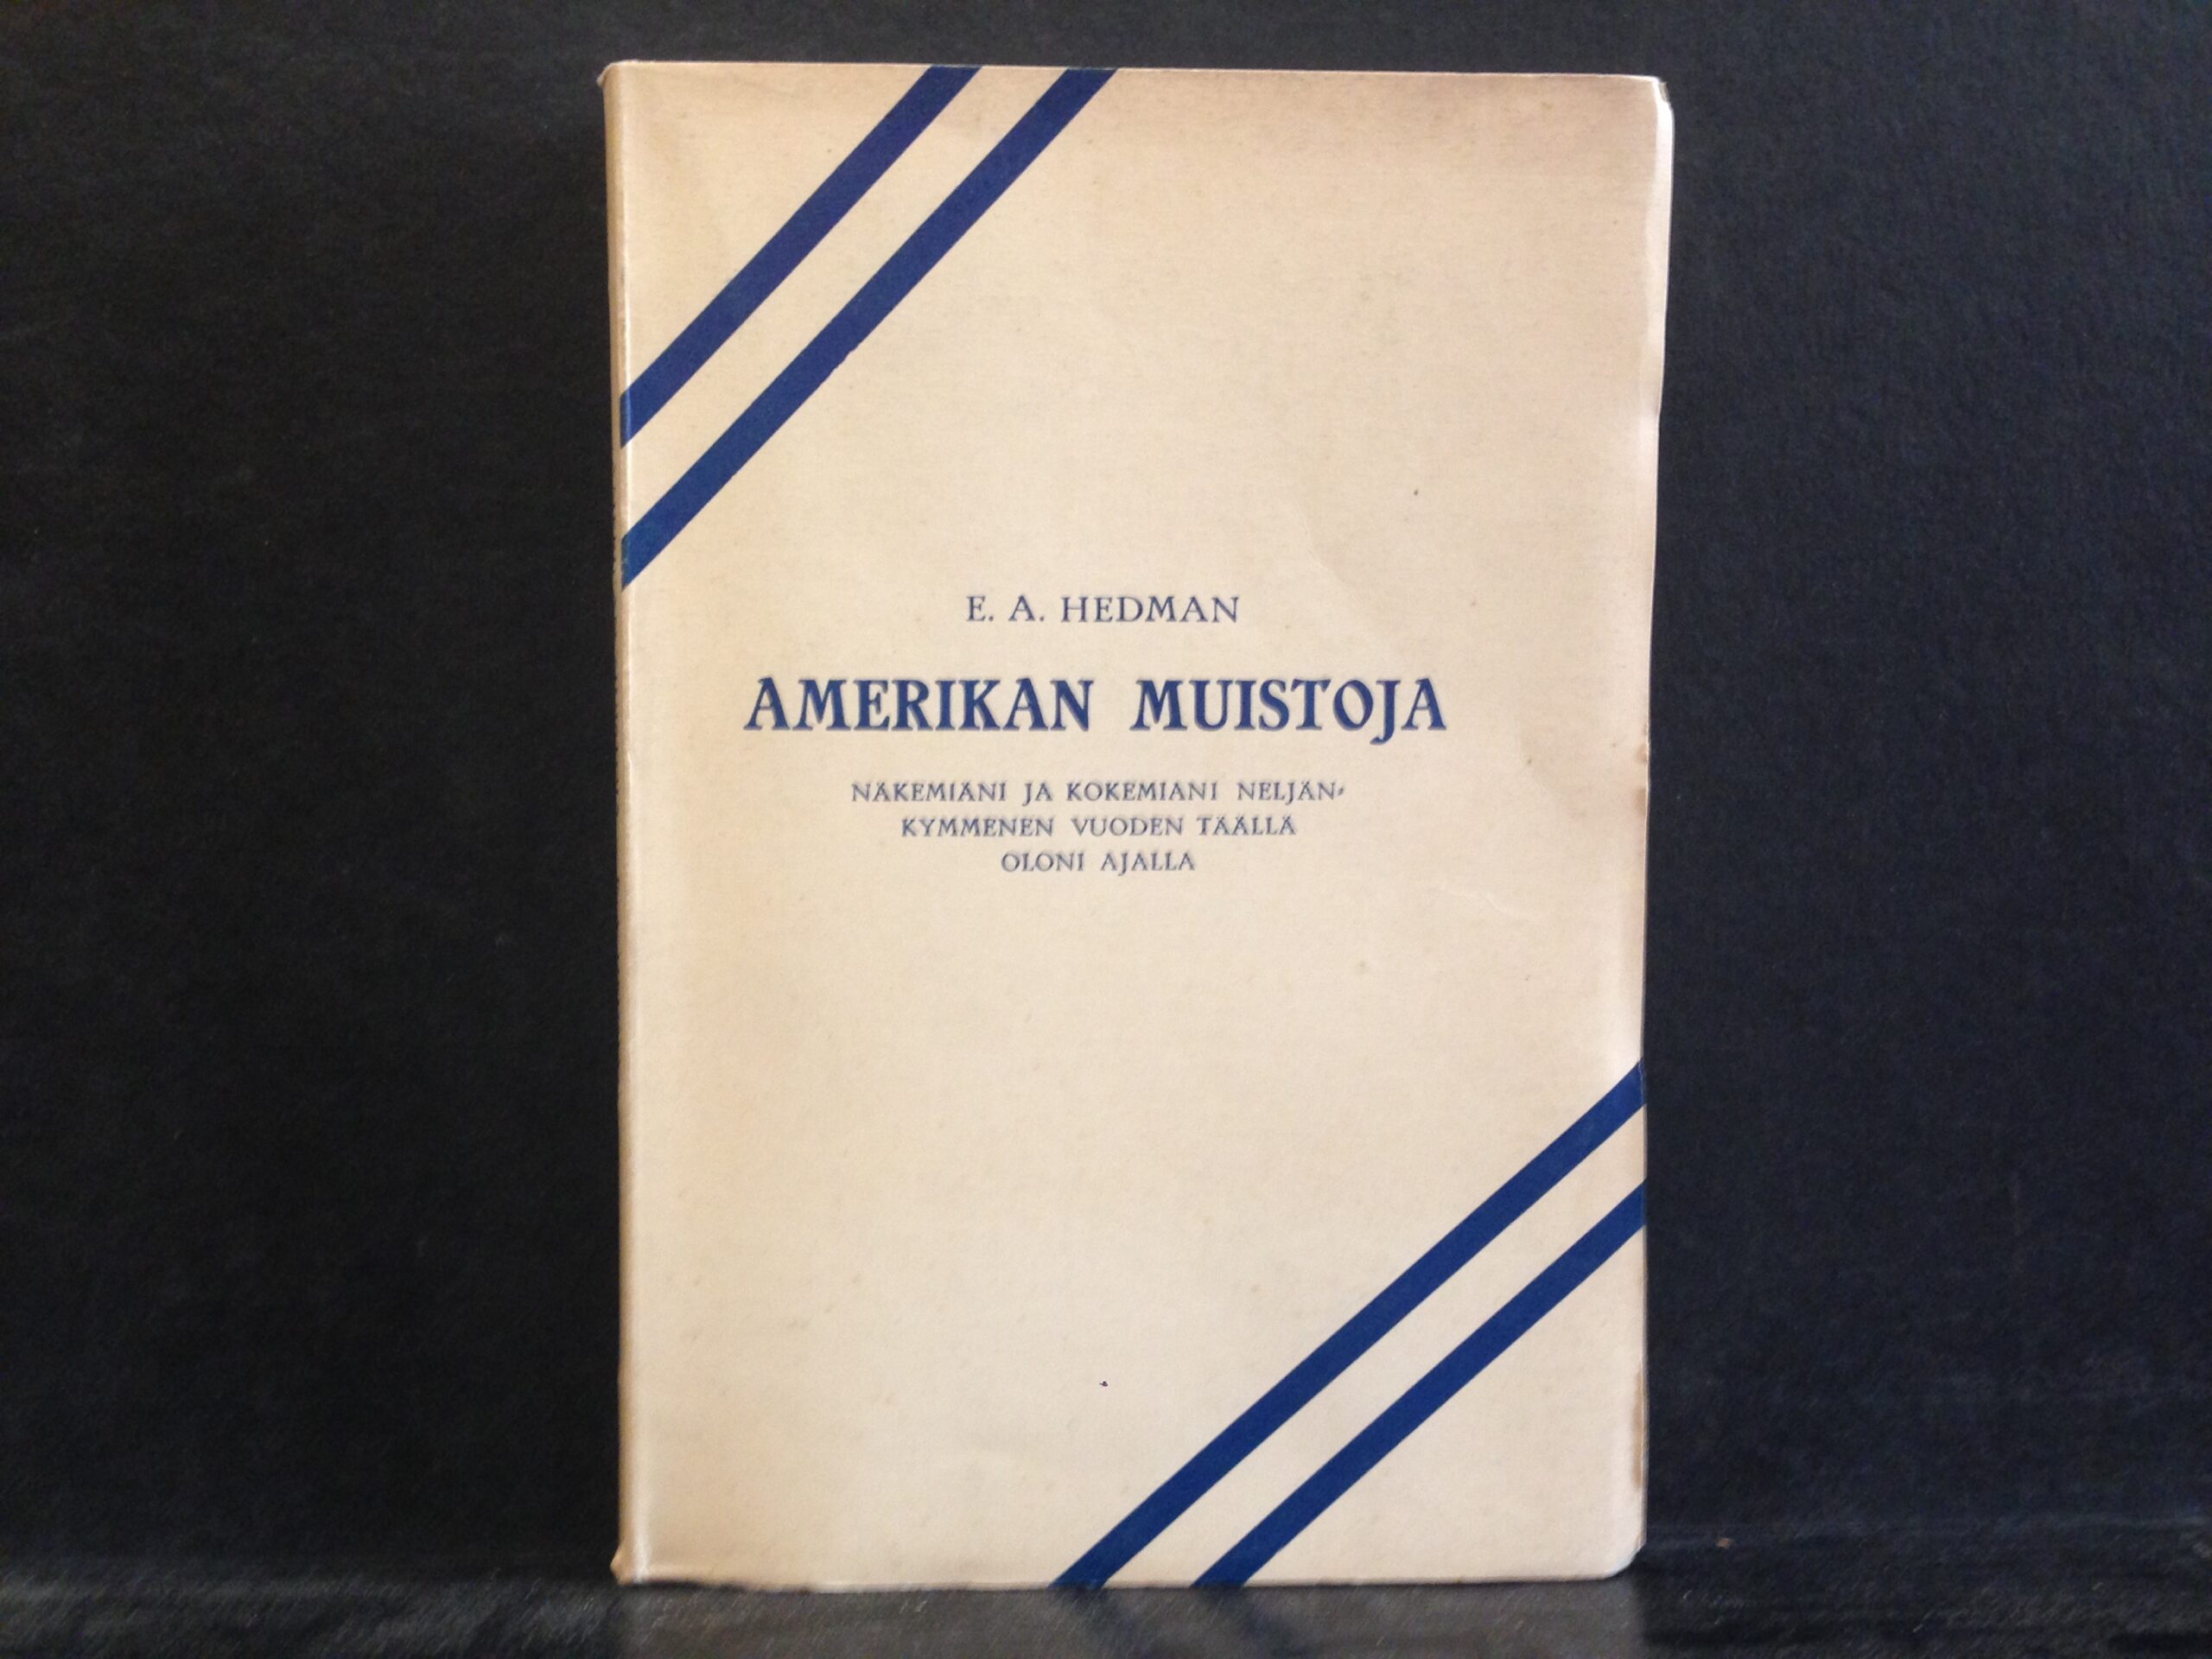 E. A. HEDMAN
AMERIKAN MUISTOJA
NÄKEMIÄNI JA KOKEMIANI NELJÄN-
KYMMENEN VUODEN TÄÄLLÄ
OLONI AJALLA